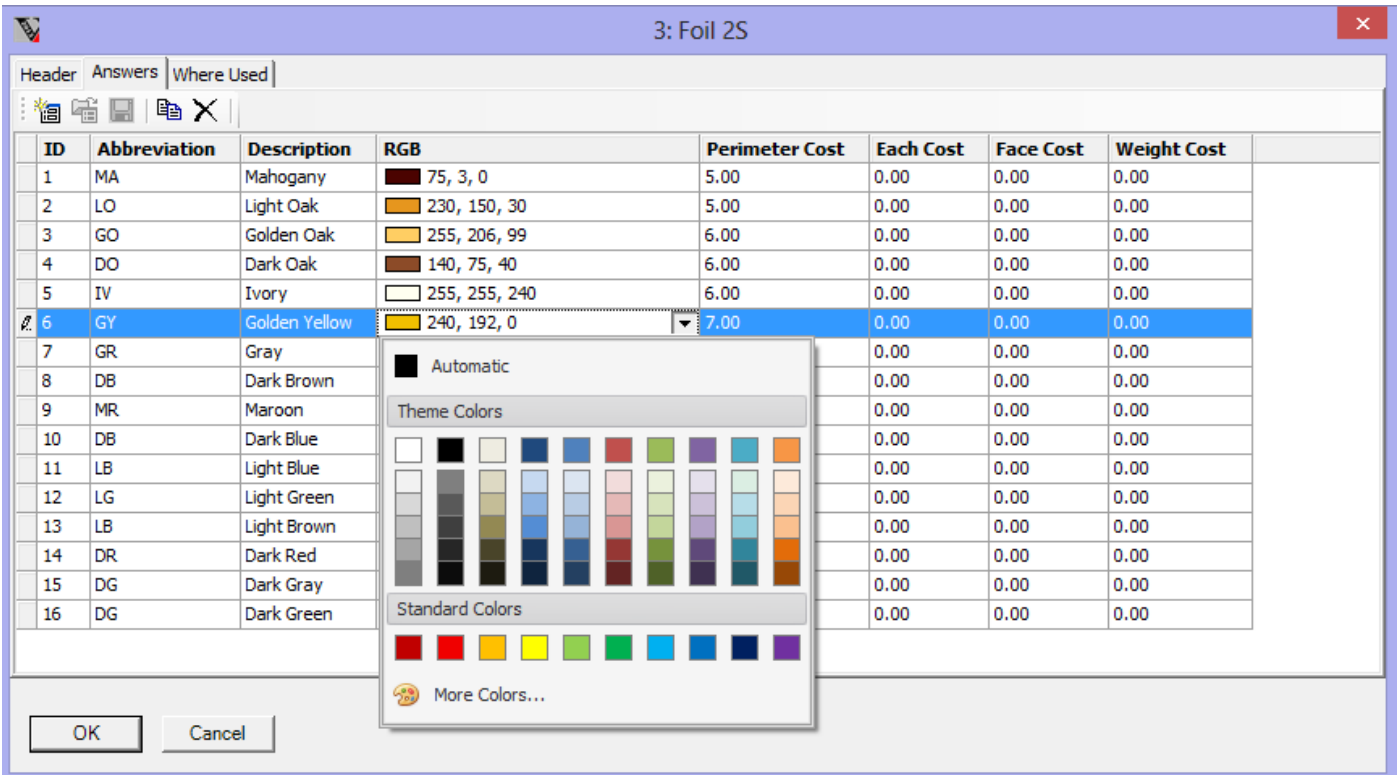 3: Foil 2S
Header Answers Where Used
ID Abbreviation Description RGB Perimeter Cost Each Cost Face Cost Weight Cost
1 MA Mahogany 75, 3, 0 5.00 0.00 0.00 0.00
2 LO Light Oak 230, 150, 30 5.00 0.00 0.00 0.00
3 GO Golden Oak 255, 206, 99 6.00 0.00 0.00 0.00
4 DO Dark Oak 140, 75, 40 6.00 0.00 0.00 0.00
5 IV Ivory 255, 255, 240 6.00 0.00 0.00 0.00
6 GY Golden Yellow 240, 192, 0 7.00 0.00 0.00 0.00
7 GR Gray 0.00 0.00 0.00
8 DB Dark Brown 0.00 0.00 0.00
9 MR Maroon 0.00 0.00 0.00
10 DB Dark Blue 0.00 0.00 0.00
11 LB Light Blue 0.00 0.00 0.00
12 LG Light Green 0.00 0.00 0.00
13 LB Light Brown 0.00 0.00 0.00
14 DR Dark Red 0.00 0.00 0.00
15 DG Dark Gray 0.00 0.00 0.00
16 DG Dark Green 0.00 0.00 0.00
Automatic
Theme Colors
Standard Colors
More Colors...
OK Cancel